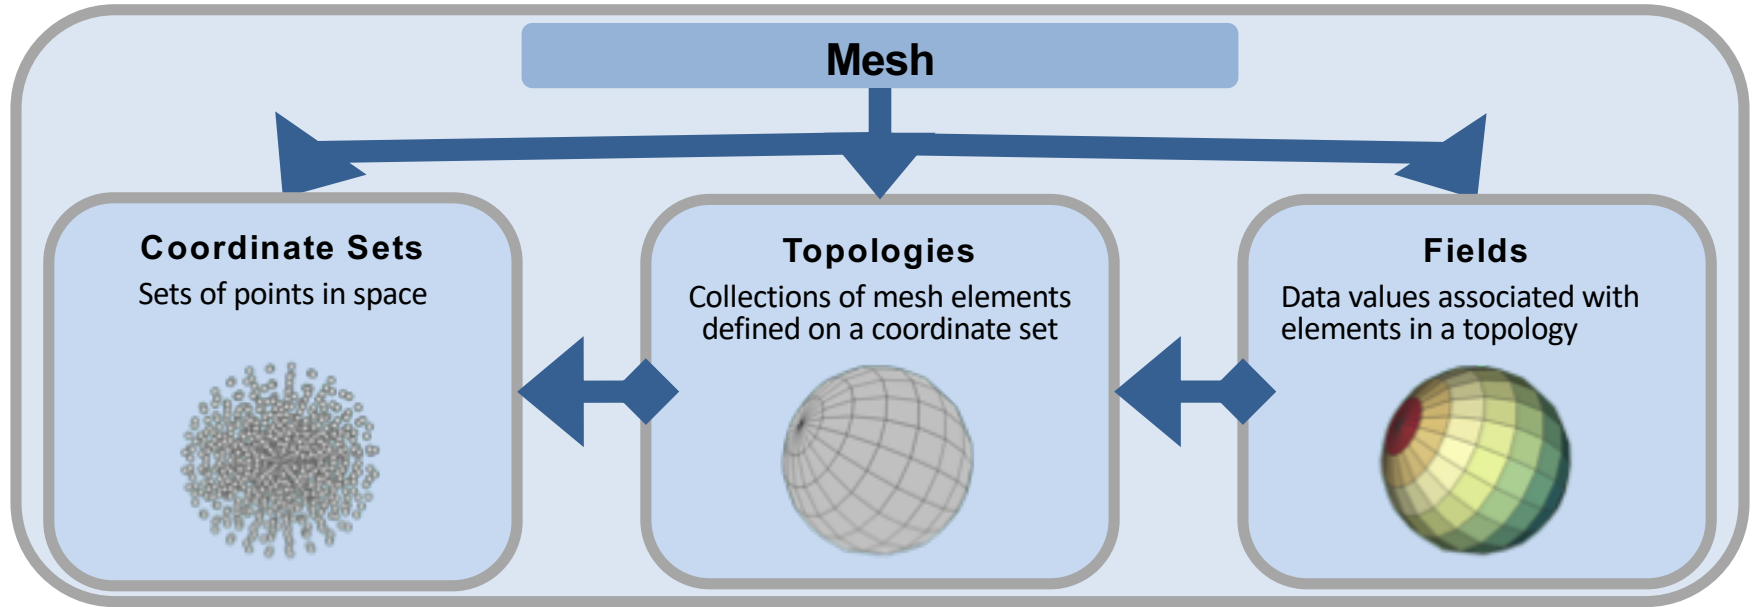 Mesh
Coordinate Sets
Sets of points in space
Topologies
Collections of mesh elements
defined on a coordinate set
Fields
Data values associated with
elements in a topology